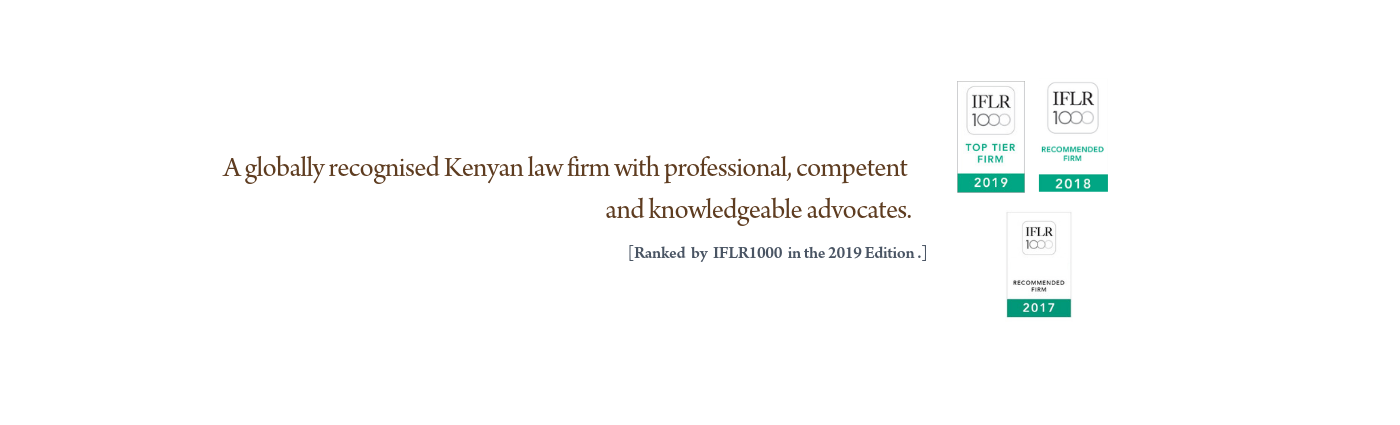 A globally recognised Kenyan law firm with professional, competent
and knowledgeable advocates.
[Ranked by IFLR1000 in the 2019 Edition .]
IFLR
1000
TOP TIER
FIRM
2019
IFLR
1000
RECOMMENDED
FIRM
2018
IFLR
1000
RECOMMENDED
FIRM
2017